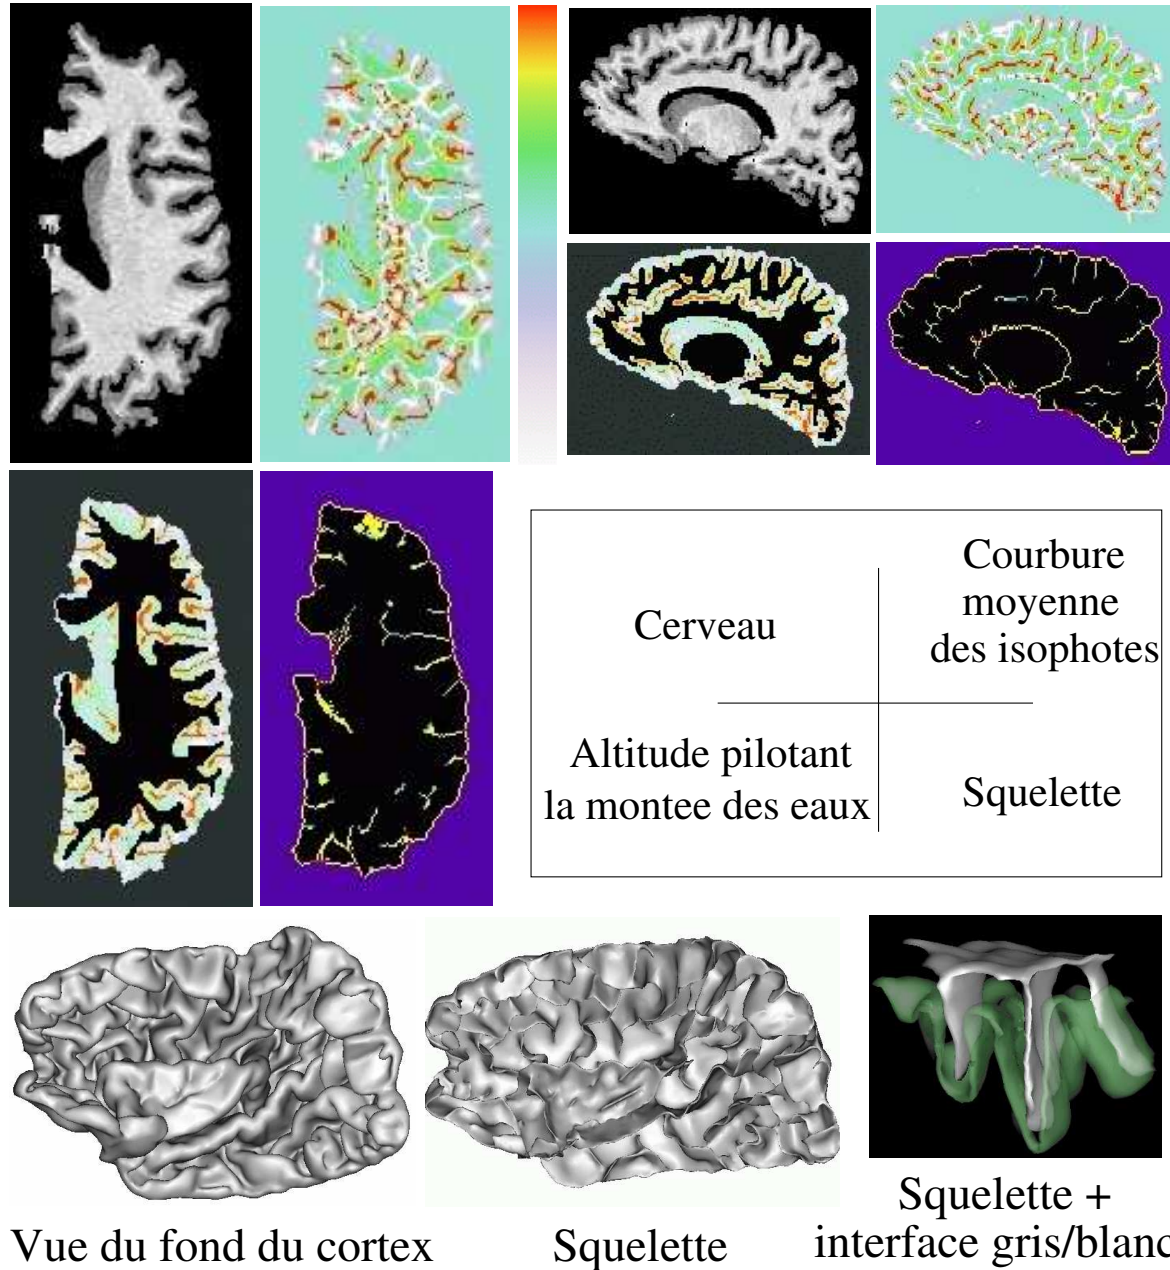 Cerveau
Courbure
moyenne
des isophotes
Altitude pilotant
la montee des eaux
Squelette
Vue du fond du cortex
Squelette
Squelette +
interface gris/blanc